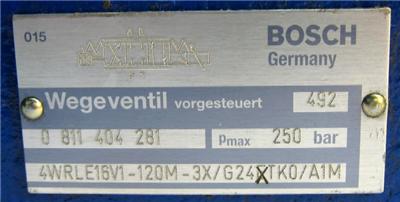 015
BOSCH
Germany
Wegeventil vorgesteuert 492
0 811 404 281 pmax 250 bar
4WRLE16V1-120M-3X/G24XTK0/A1M